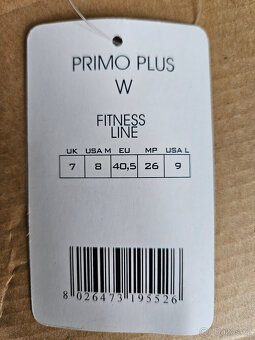 PRIMO PLUS
W
FITNESS
LINE
UK USA M EU MP USA L
7 8 40,5 26 9
8 026473 195526